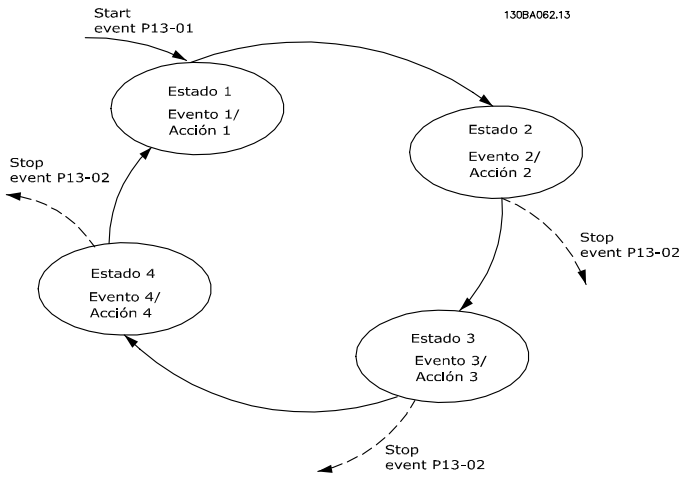 Start
event P13-01
130BA062.13
Estado 1
Evento 1/
Acción 1
Estado 2
Evento 2/
Acción 2
Stop
event P13-02
Stop
event P13-02
Estado 4
Evento 4/
Acción 4
Estado 3
Evento 3/
Acción 3
Stop
event P13-02